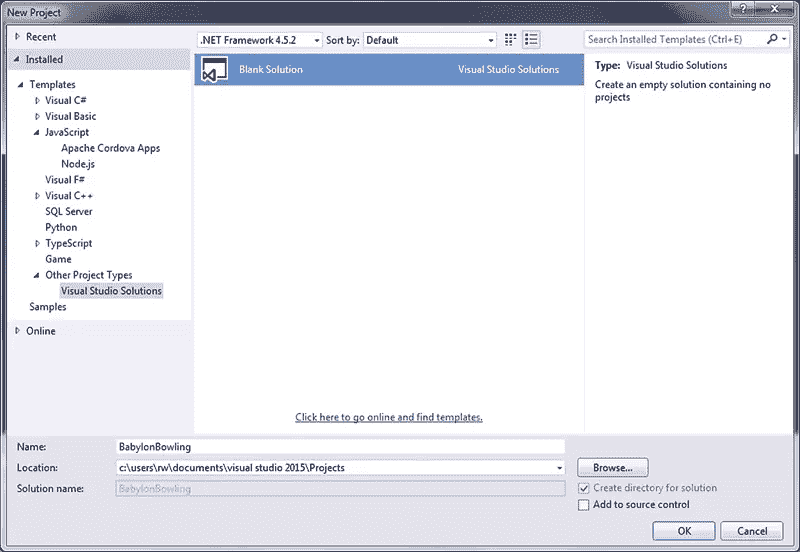 New Project
Recent
Installed
Templates
Visual C#
Visual Basic
JavaScript
Apache Cordova Apps
Node.js
Visual F#
Visual C++
SQL Server
Python
TypeScript
Game
Other Project Types
Visual Studio Solutions
Samples
Online
.NET Framework 4.5.2 Sort by: Default
Blank Solution Visual Studio Solutions
Click here to go online and find templates.
Search Installed Templates (Ctrl+E)
Type: Visual Studio Solutions
Create an empty solution containing no
projects
Name: BabylonBowling
Location: c:\users\rw\documents\visual studio 2015\Projects
Solution name: BabylonBowling
Browse...
Create directory for solution
Add to source control
OK Cancel